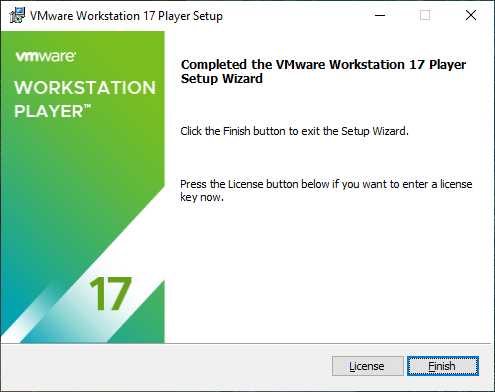 VMware Workstation 17 Player Setup
vmware®
WORKSTATION
PLAYER™
17
Completed the VMware Workstation 17 Player
Setup Wizard
Click the Finish button to exit the Setup Wizard.
Press the License button below if you want to enter a license
key now.
License
Finish